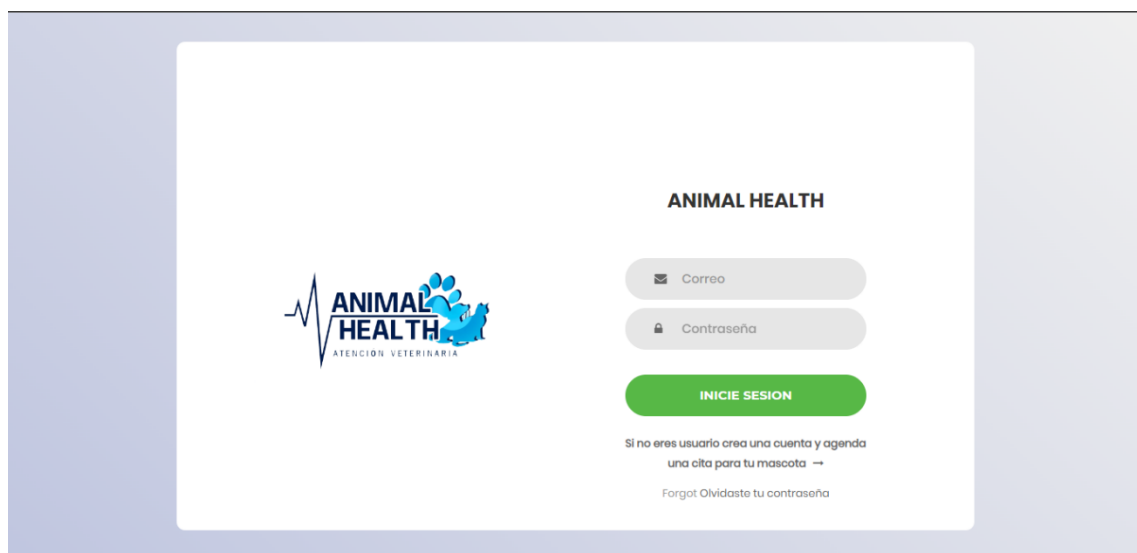 ANIMAL
HEALTH
ATENCION VETERINARIA
ANIMAL HEALTH
Correo
Contraseña
INICIE SESION
Si no eres usuario crea una cuenta y agenda
una cita para tu mascota →
Forgot Olvidaste tu contraseña